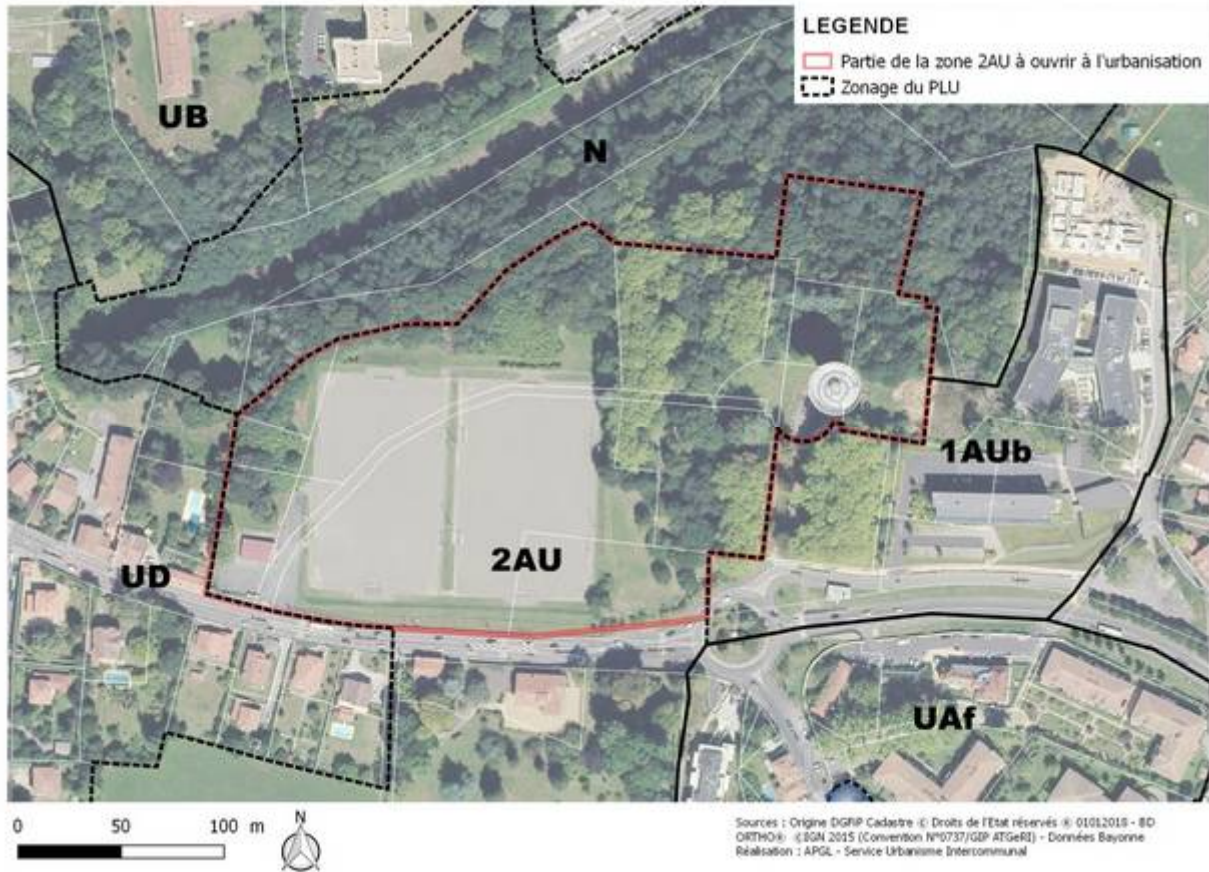 LEGENDE
Partie de la zone 2AU à ouvrir à l'urbanisation
Zonage du PLU
UB
N
1AUb
2AU
UD
UAf
0 50 100 m
N
Sources : Origine DGFiP Cadastre © Droits de l'Etat réservés ® 01012018 - BD
ORTHO® - ©IGN 2015 (Convention N°0737/GIP ATGeRI) - Données Bayonne
Réalisation : APGL - Service Urbanisme Intercommunal